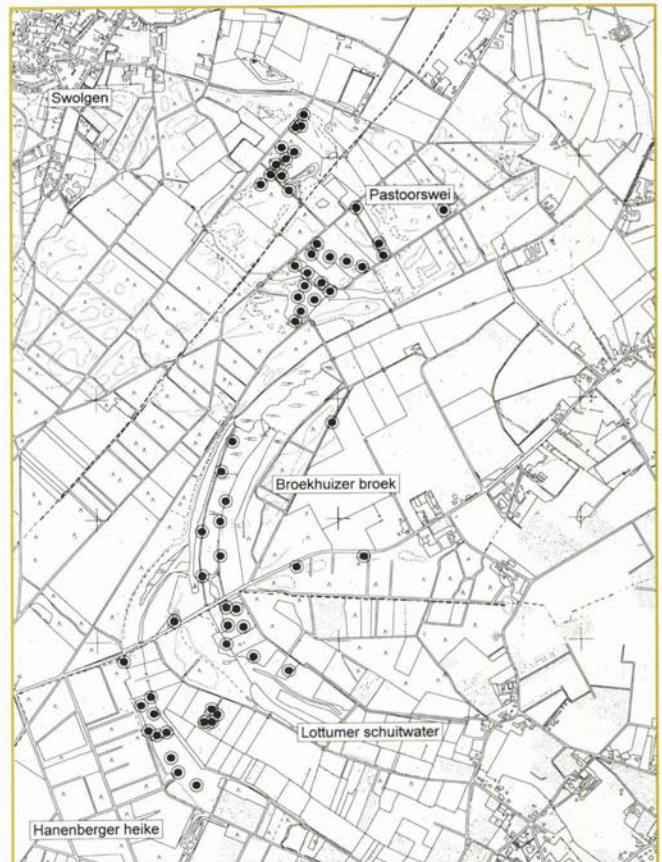 Swolgen
Pastoorswei
Broekhuizer broek
Lottumer schuitwater
Hanenberger heike